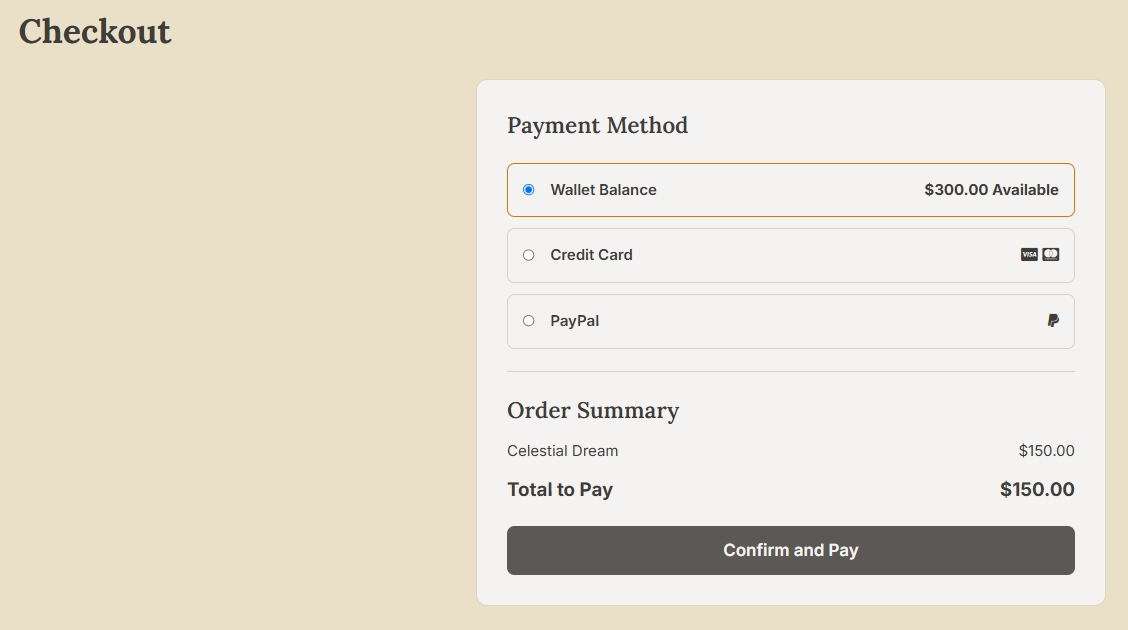 Checkout
Payment Method
Wallet Balance $300.00 Available
Credit Card VISA
PayPal
Order Summary
Celestial Dream $150.00
Total to Pay $150.00
Confirm and Pay